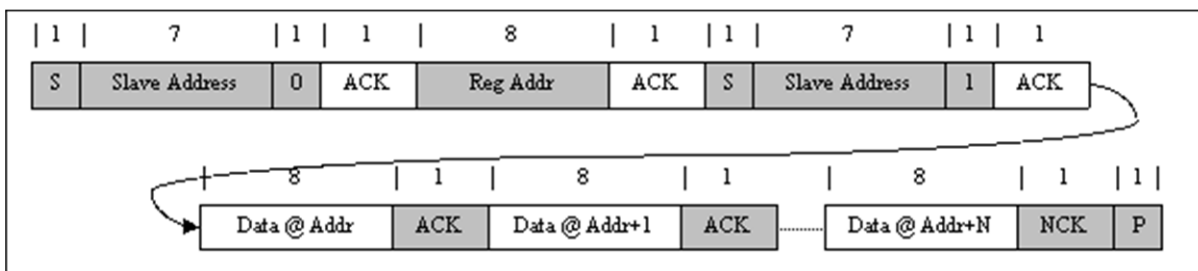 | 1 | 7 | 1 | 1 | 8 | 1 | 1 | 7 | 1 | 1
S Slave Address 0 ACK Reg Addr ACK S Slave Address 1 ACK
| 8 | 1 | 8 | 1 | 8 | 1 | 1 |
Data @ Addr ACK Data @ Addr+1 ACK Data @ Addr+N NCK P